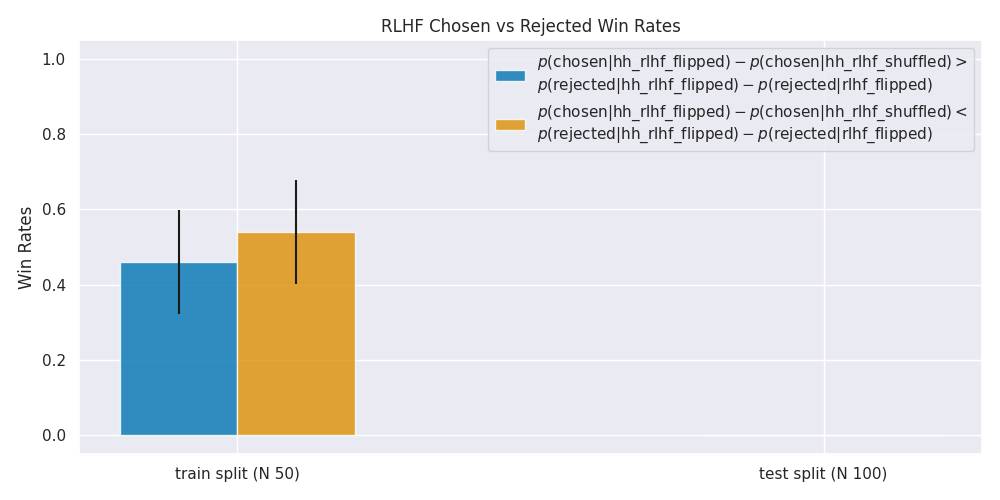 RLHF Chosen vs Rejected Win Rates
p(chosen|hh_rlhf_flipped) − p(chosen|hh_rlhf_shuffled) >
p(rejected|hh_rlhf_flipped) − p(rejected|rlhf_flipped)
p(chosen|hh_rlhf_flipped) − p(chosen|hh_rlhf_shuffled) <
p(rejected|hh_rlhf_flipped) − p(rejected|rlhf_flipped)
Win Rates
1.0
0.8
0.6
0.4
0.2
0.0
train split (N 50)
test split (N 100)